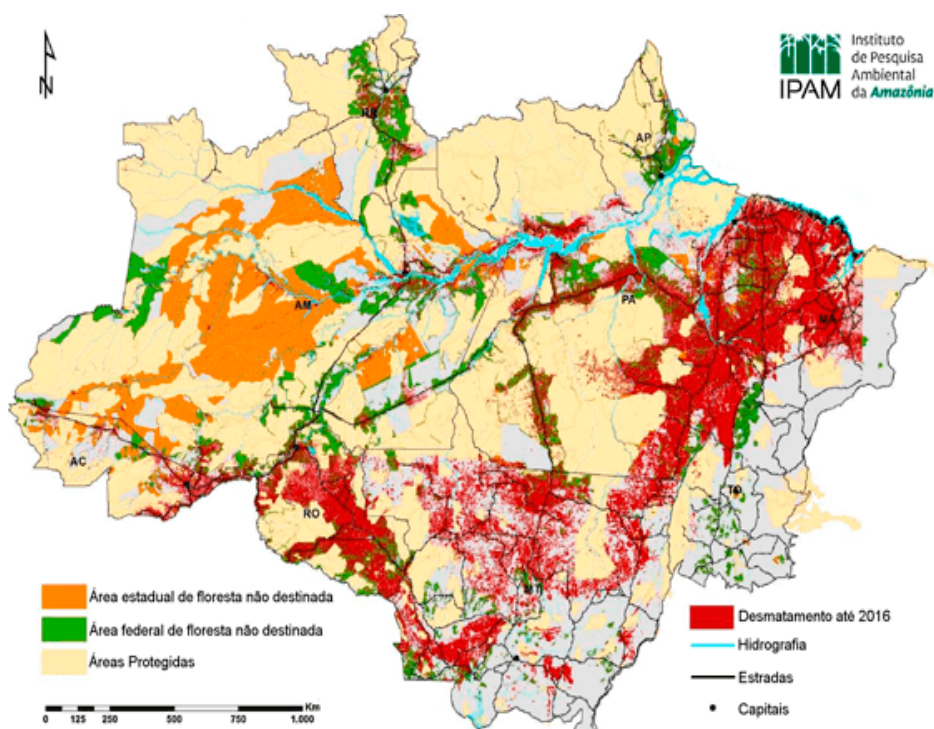 N
Instituto
de Pesquisa
Ambiental
da Amazônia
IPAM
RR
AP
AM
PA
MA
AC
RO
TO
MT
Área estadual de floresta não destinada
Área federal de floresta não destinada
Áreas Protegidas
Desmatamento até 2016
Hidrografia
Estradas
Capitais
Km
0 125 250 500 750 1.000